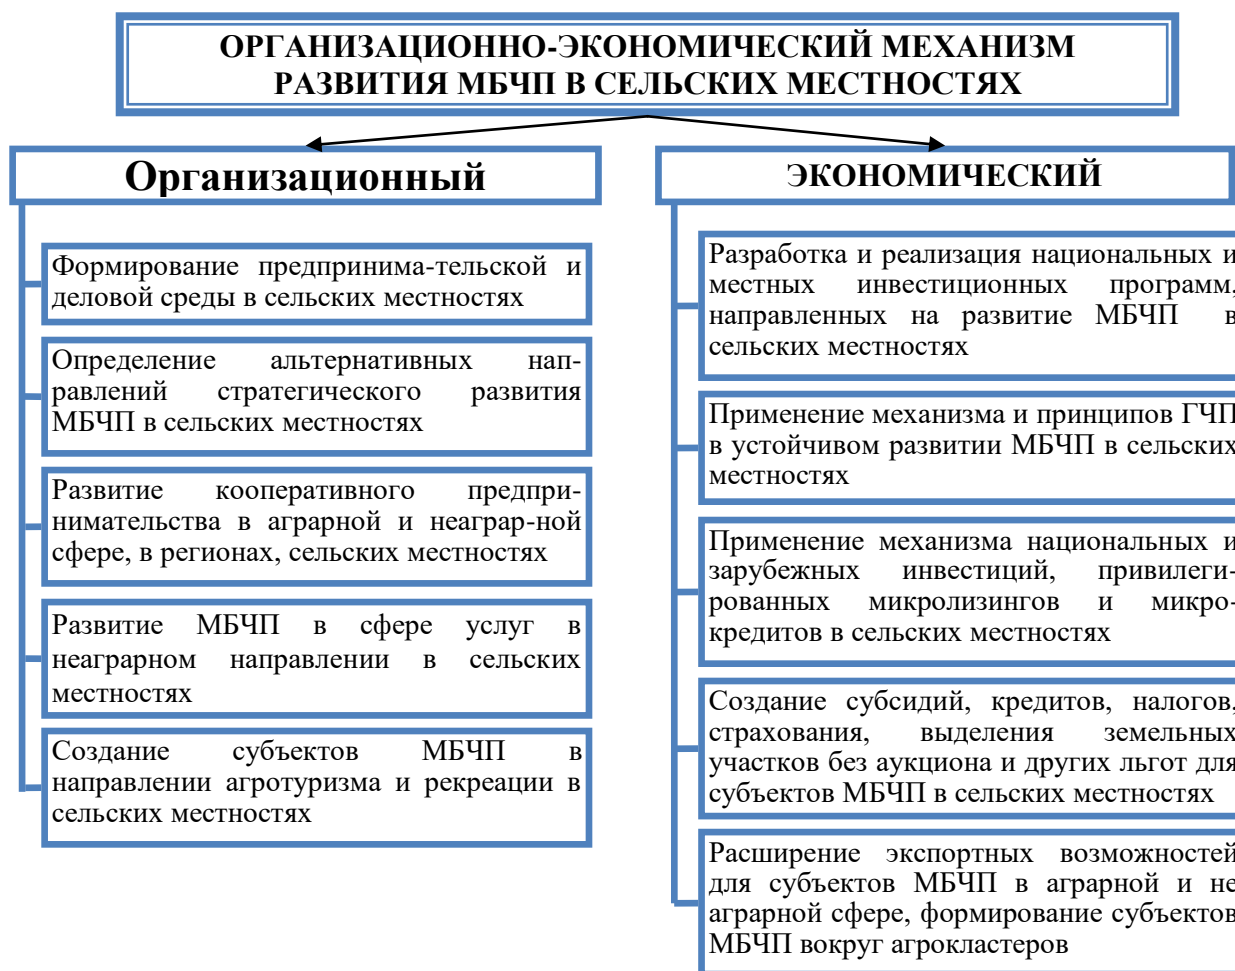 ОРГАНИЗАЦИОННО-ЭКОНОМИЧЕСКИЙ МЕХАНИЗМ
РАЗВИТИЯ МБЧП В СЕЛЬСКИХ МЕСТНОСТЯХ
Организационный
Формирование предпринима-тельской и
деловой среды в сельских местностях
Определение альтернативных нап-
равлений стратегического развития
МБЧП в сельских местностях
Развитие кооперативного предпри-
нимательства в аграрной и неаграр-ной
сфере, в регионах, сельских местностях
Развитие МБЧП в сфере услуг в
неаграрном направлении в сельских
местностях
Создание субъектов МБЧП в
направлении агротуризма и рекреации в
сельских местностях
ЭКОНОМИЧЕСКИЙ
Разработка и реализация национальных и
местных инвестиционных программ,
направленных на развитие МБЧП в
сельских местностях
Применение механизма и принципов ГЧП
в устойчивом развитии МБЧП в сельских
местностях
Применение механизма национальных и
зарубежных инвестиций, привилеги-
рованных микролизингов и микро-
кредитов в сельских местностях
Создание субсидий, кредитов, налогов,
страхования, выделения земельных
участков без аукциона и других льгот для
субъектов МБЧП в сельских местностях
Расширение экспортных возможностей
для субъектов МБЧП в аграрной и не
аграрной сфере, формирование субъектов
МБЧП вокруг агрокластеров